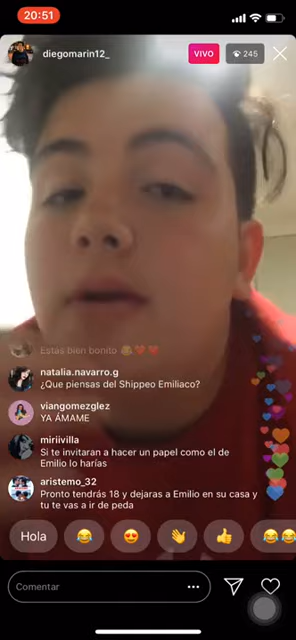 20:51
diegomarin12_
VIVO
245
Estas bien bonito 😂❤️❤️
natalia.navarro.g
¿Que piensas del Shippeo Emiliaco?
viangomezglez
YA ÁMAME
miriivilla
Si te invitaran a hacer un papel como el de
Emilio lo harías
aristemo_32
Pronto tendrás 18 y dejaras a Emilio en su casa y
tu te vas a ir de peda
Hola
Comentar